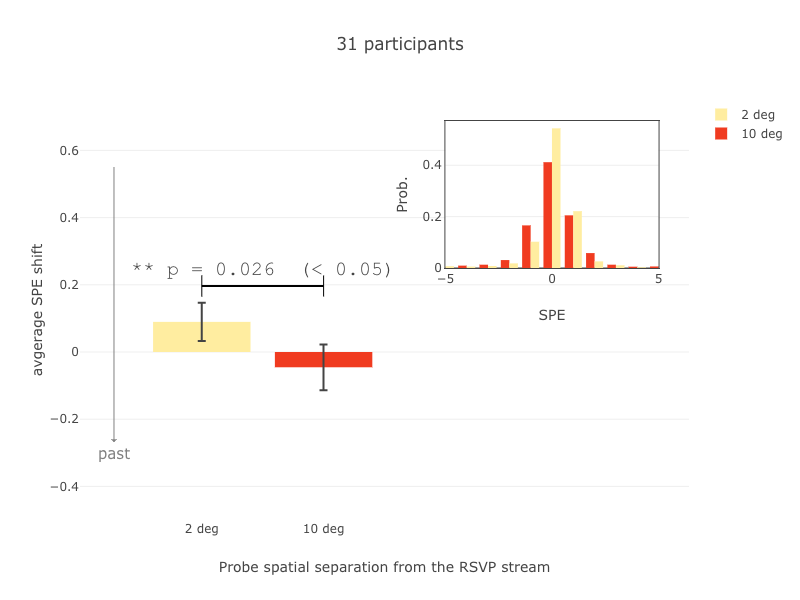 31 participants
2 deg
10 deg
0.6
0.4
0.2
0
−0.2
−0.4
avgerage SPE shift
** p = 0.026  (< 0.05)
past
2 deg
10 deg
Probe spatial separation from the RSVP stream
Prob.
0.4
0.2
0
−5
0
5
SPE